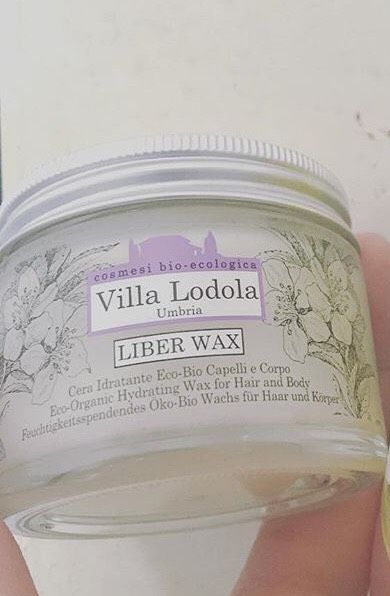 cosmesi bio-ecologica
Villa Lodola
Umbria
LIBER WAX
Cera Idratante Eco-Bio Capelli e Corpo
Eco-Organic Hydrating Wax for Hair and Body
Feuchtigkeitsspendendes Öko-Bio Wachs für Haar und Körper